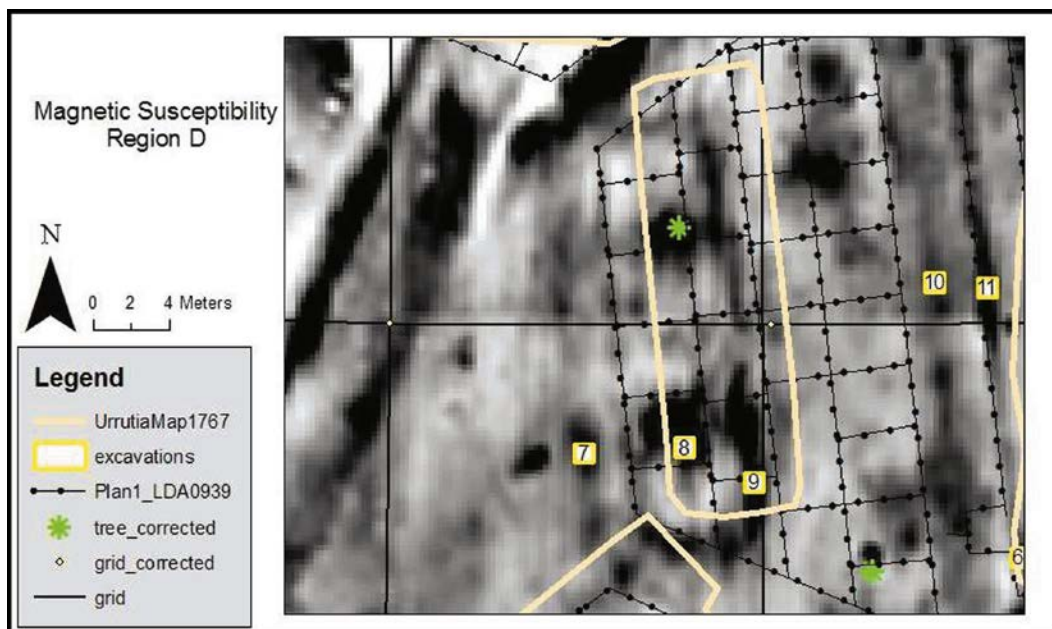 Magnetic Susceptibility
Region D
N
0 2 4 Meters
Legend
UrrutiaMap1767
excavations
Plan1_LDA0939
tree_corrected
grid_corrected
grid
10
11
7
8
9
6